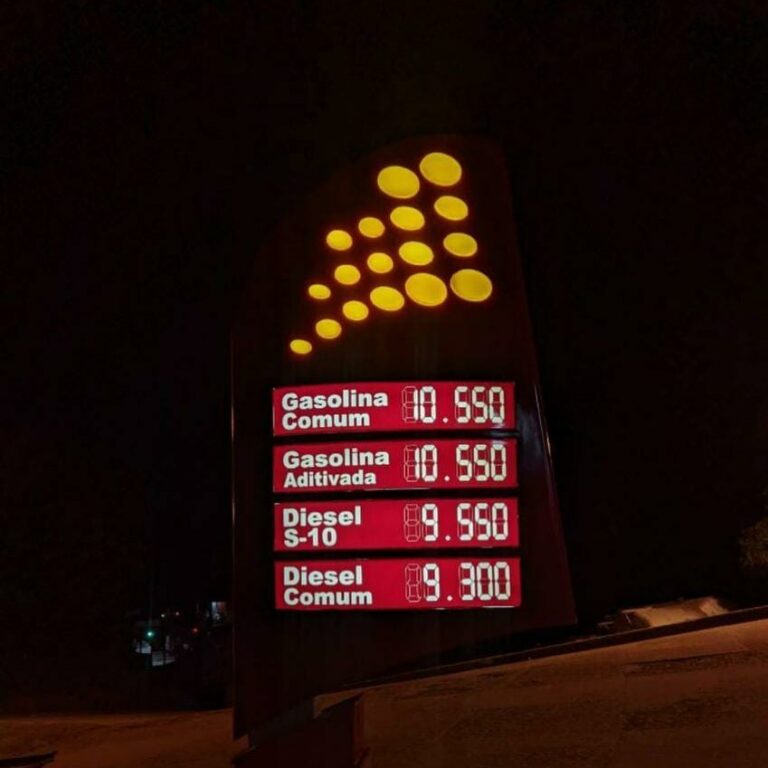 Gasolina
Comum 10.550
Gasolina
Aditivada 10.550
Diesel
S-10 9.550
Diesel
Comum 9.300